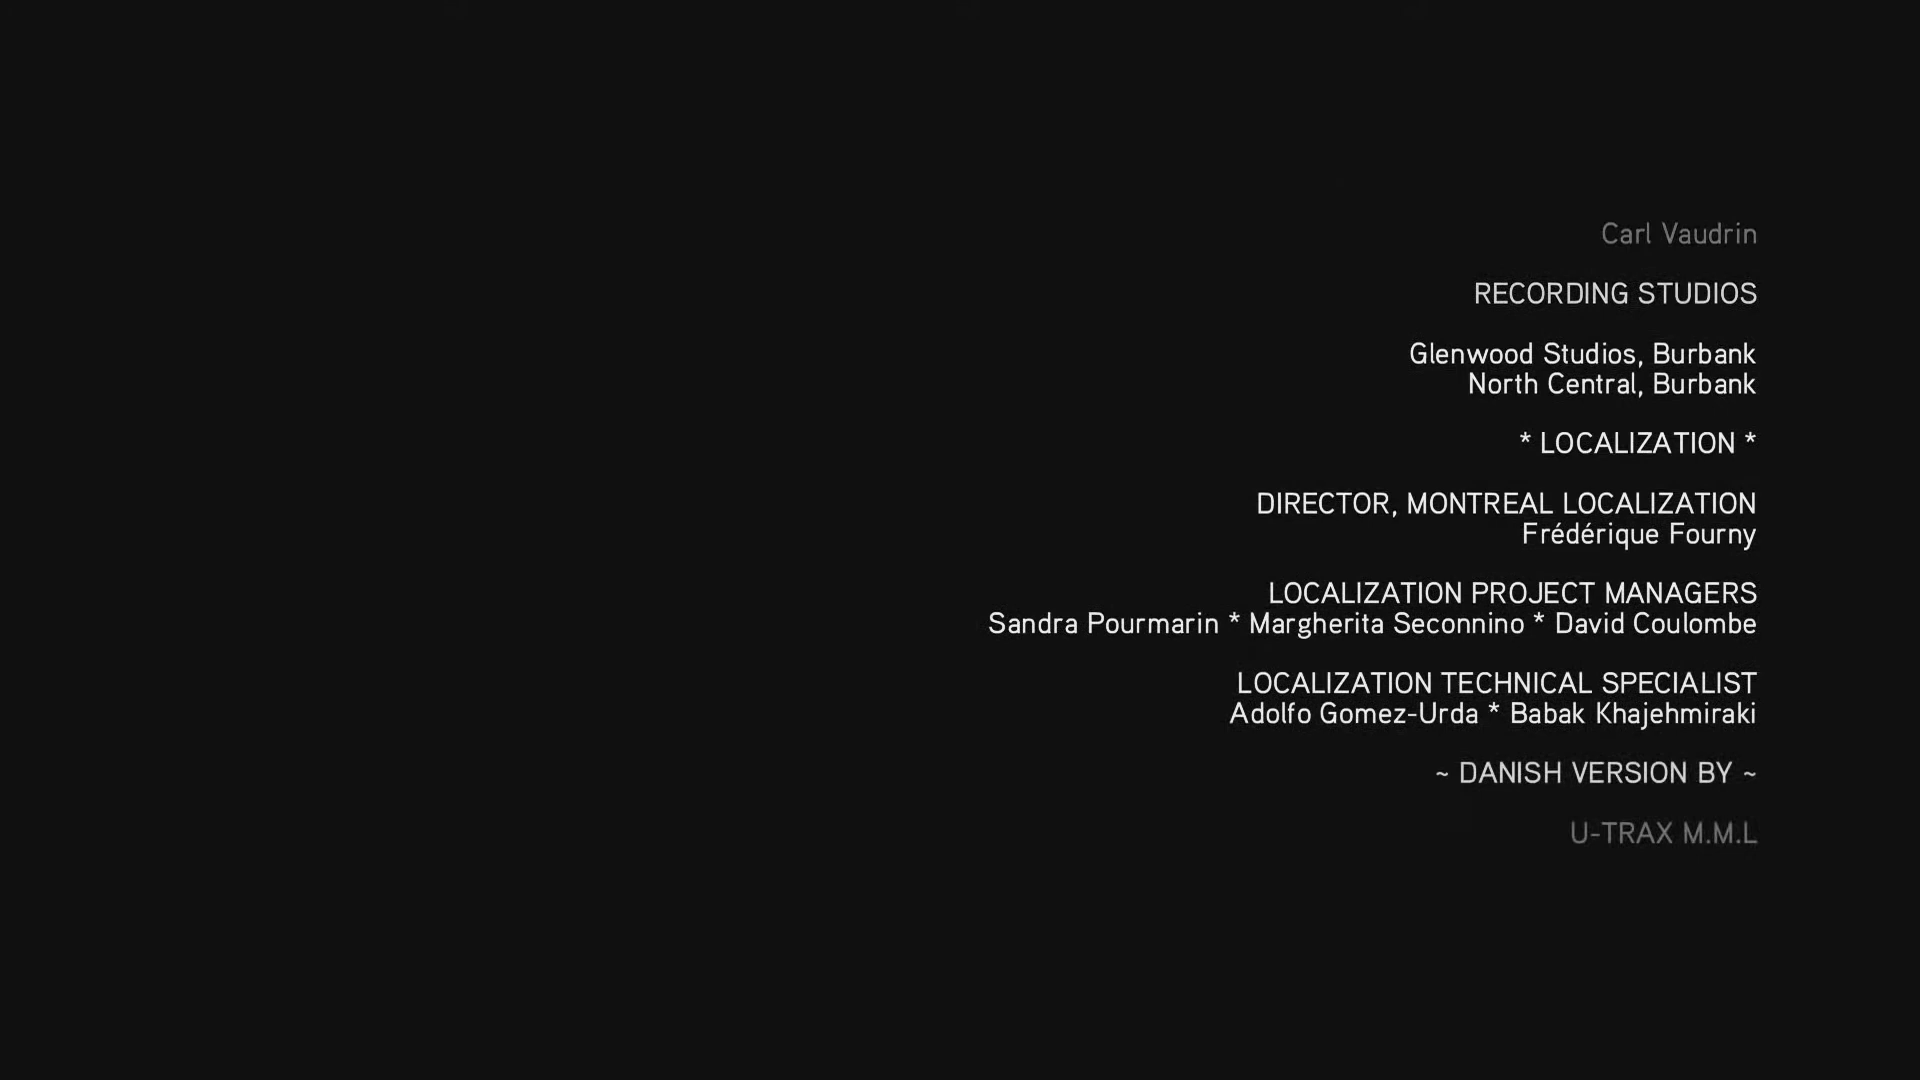 Carl Vaudrin
RECORDING STUDIOS
Glenwood Studios, Burbank
North Central, Burbank
* LOCALIZATION *
DIRECTOR, MONTREAL LOCALIZATION
Frédérique Fourny
LOCALIZATION PROJECT MANAGERS
Sandra Pourmarin * Margherita Seconnino * David Coulombe
LOCALIZATION TECHNICAL SPECIALIST
Adolfo Gomez-Urda * Babak Khajehmiraki
~ DANISH VERSION BY ~
U-TRAX M.M.L